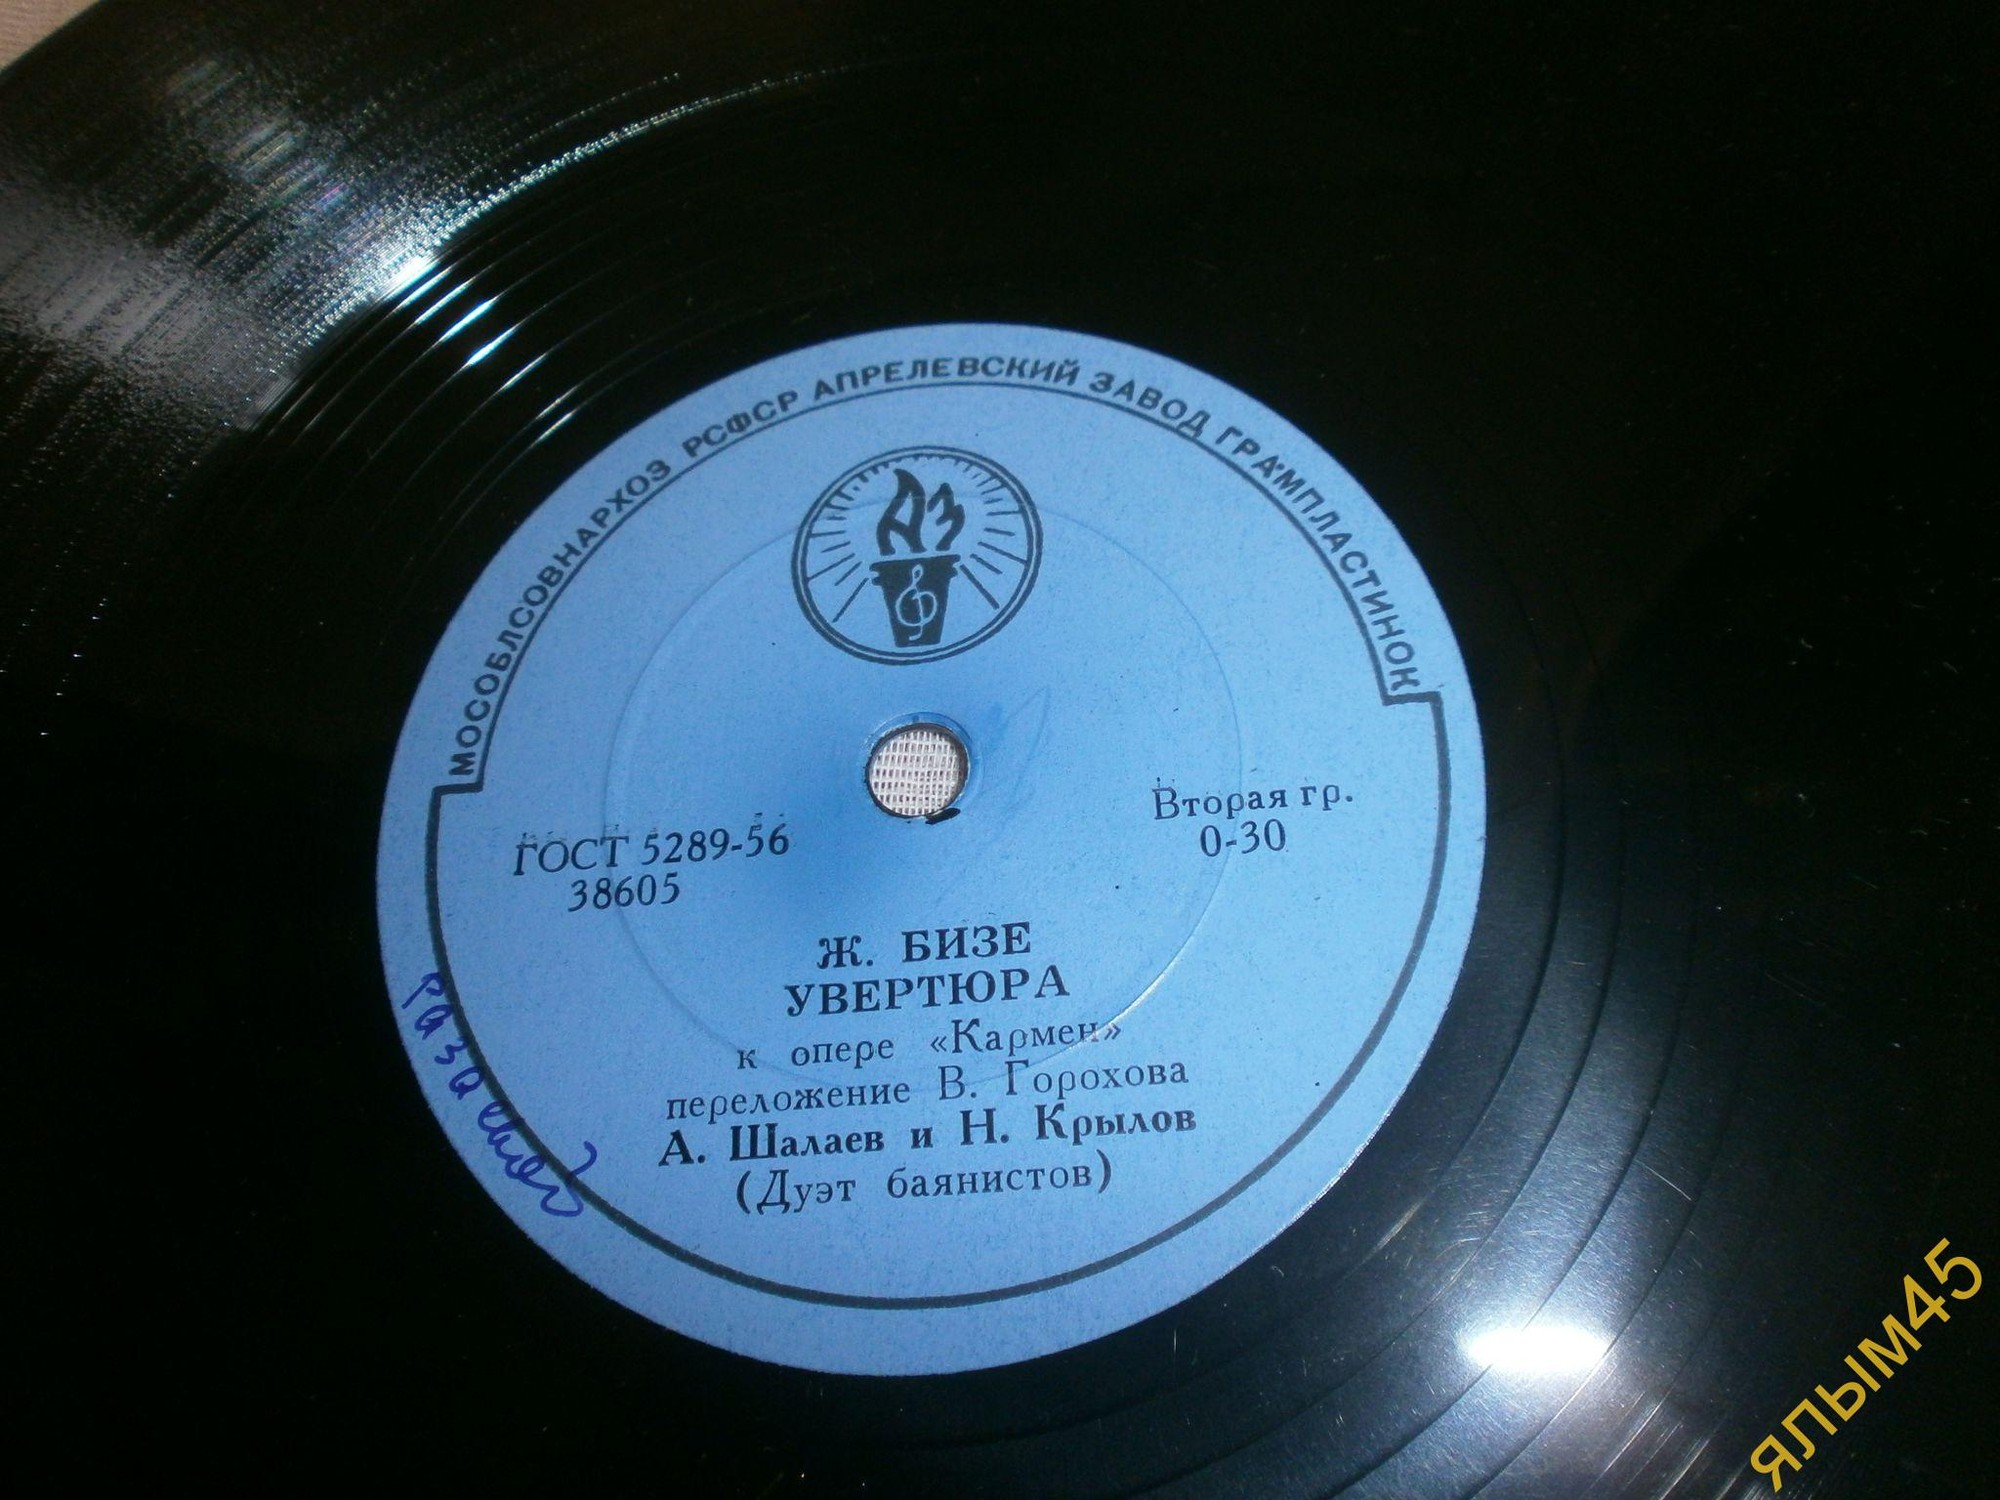 МОСОБЛСОВНАРХОЗ РСФСР АПРЕЛЕВСКИЙ ЗАВОД ГРАМПЛАСТИНОК
АЗ
ГОСТ 5289-56
38605
Вторая гр.
0-30
Ж. БИЗЕ
УВЕРТЮРА
к опере «Кармен»
переложение В. Горохова
А. Шалаев и Н. Крылов
(Дуэт баянистов)
ЯЛЫМ45